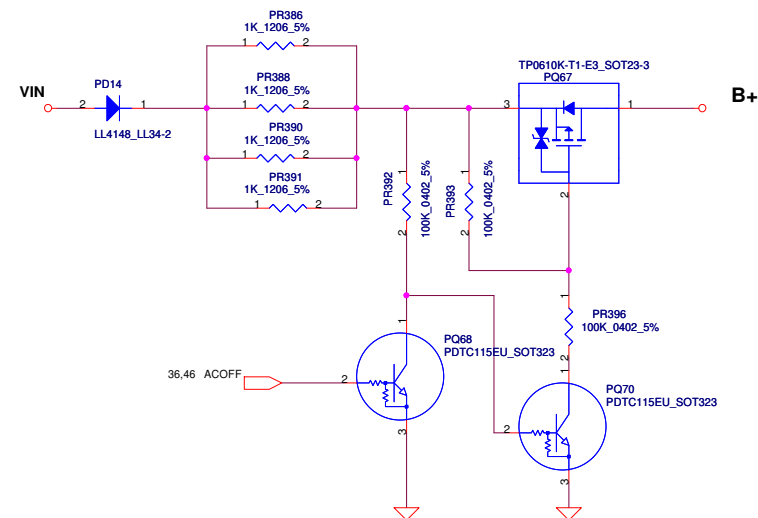 PR386
1K_1206_5%
1 2
TP0610K-T1-E3_SOT23-3
PQ67
VIN
PD14
2 1
LL4148_LL34-2
PR388
1K_1206_5%
1 2
3 1
B+
PR390
1K_1206_5%
1 2
PR391
1K_1206_5%
1 2
1
PR392
100K_0402_5%
2
1
PR393
100K_0402_5%
2
2
1
PR396
100K_0402_5%
2
1
PQ68
PDTC115EU_SOT323
36,46 ACOFF
2
3
1
PQ70
PDTC115EU_SOT323
2
3